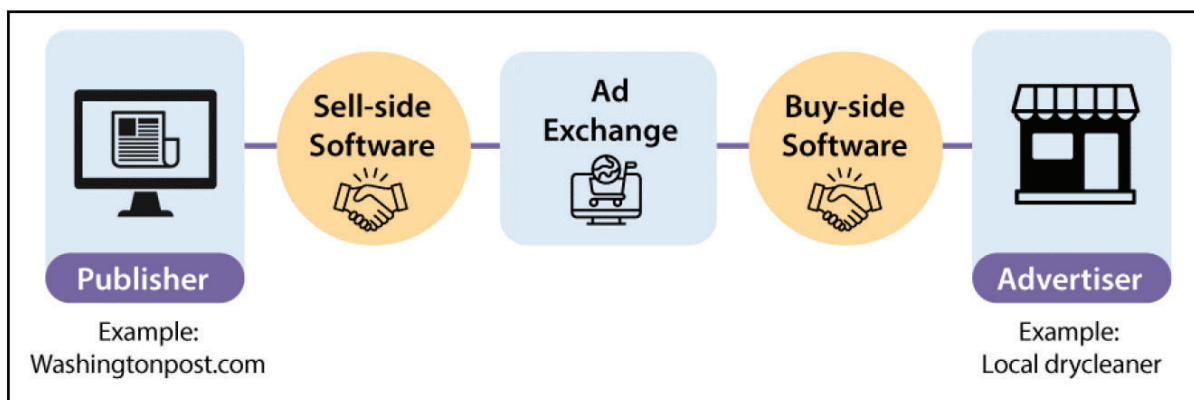 Sell-side
Software
Ad
Exchange
Buy-side
Software
Publisher
Advertiser
Example:
Washingtonpost.com
Example:
Local drycleaner